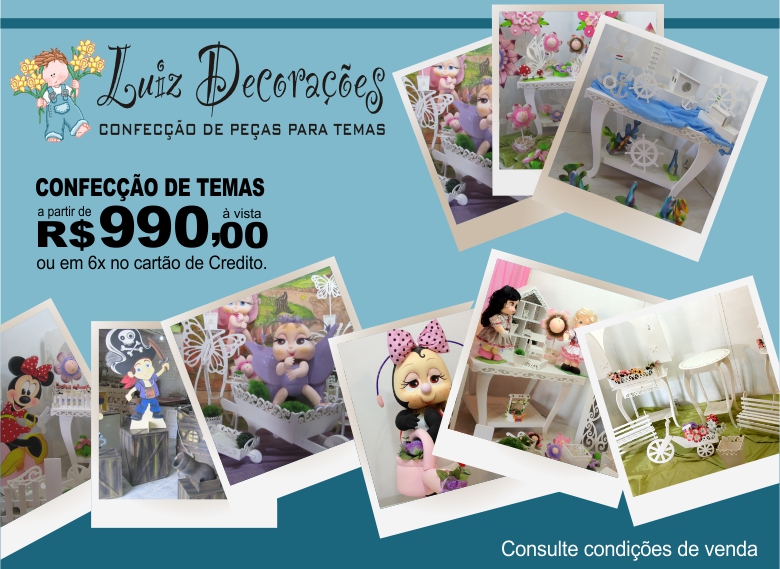 Luiz Decorações
CONFECÇÃO DE PEÇAS PARA TEMAS
CONFECÇÃO DE TEMAS
a partir de
à vista
R$990,00
ou em 6x no cartão de Credito.
Consulte condições de venda